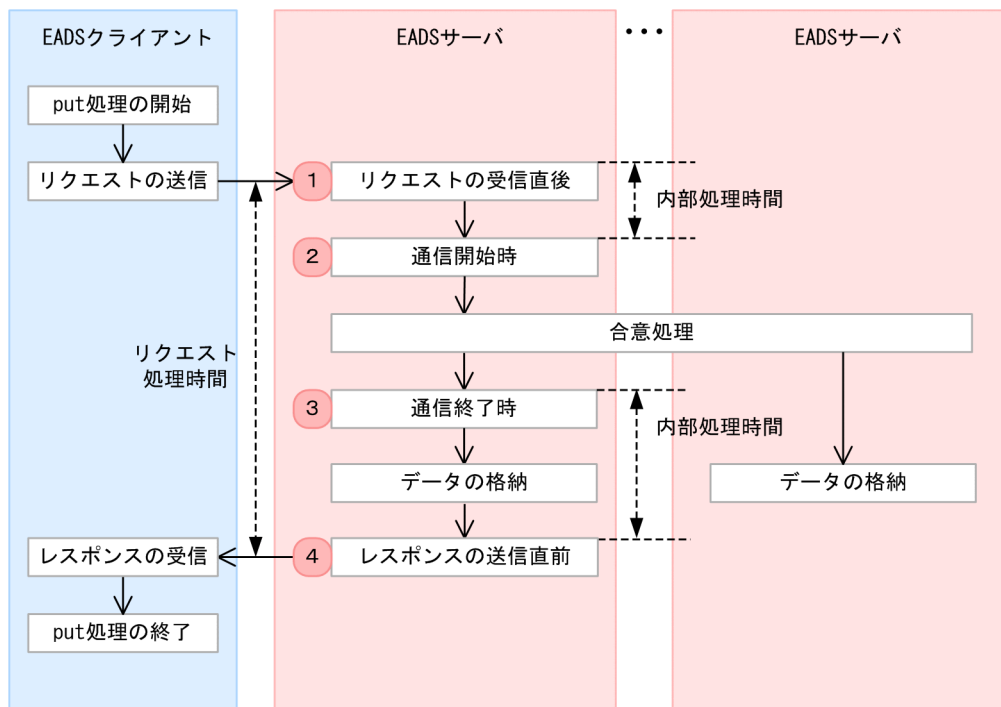 EADSクライアント
EADSサーバ
・・・
EADSサーバ
put処理の開始
リクエストの送信
1
リクエストの受信直後
内部処理時間
2
通信開始時
合意処理
リクエスト
処理時間
3
通信終了時
内部処理時間
データの格納
データの格納
レスポンスの受信
4
レスポンスの送信直前
put処理の終了